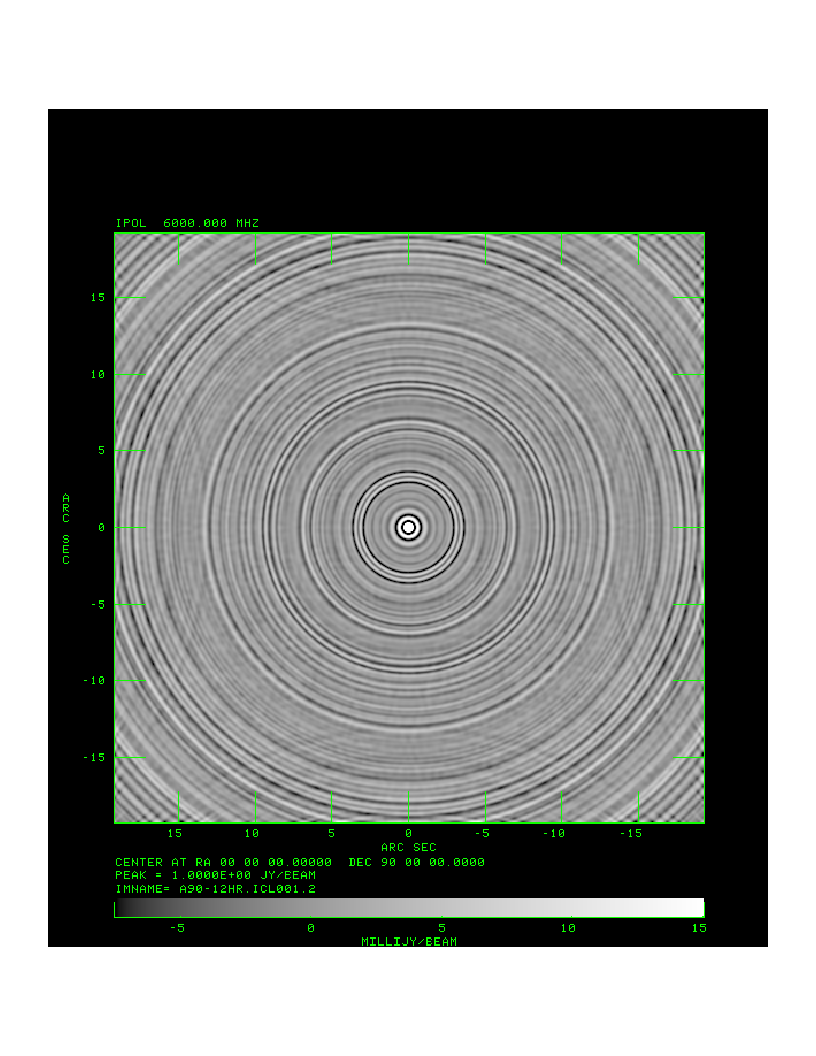 IPOL 6000.000 MHZ
15
10
5
0
-5
-10
-15
ARC SEC
15 10 5 0 -5 -10 -15
ARC SEC
CENTER AT RA 00 00 00.00000 DEC 90 00 00.0000
PEAK = 1.0000E+00 JY/BEAM
IMNAME= A90-12HR.ICL001.2
-5 0 5 10 15
MILLIJY/BEAM